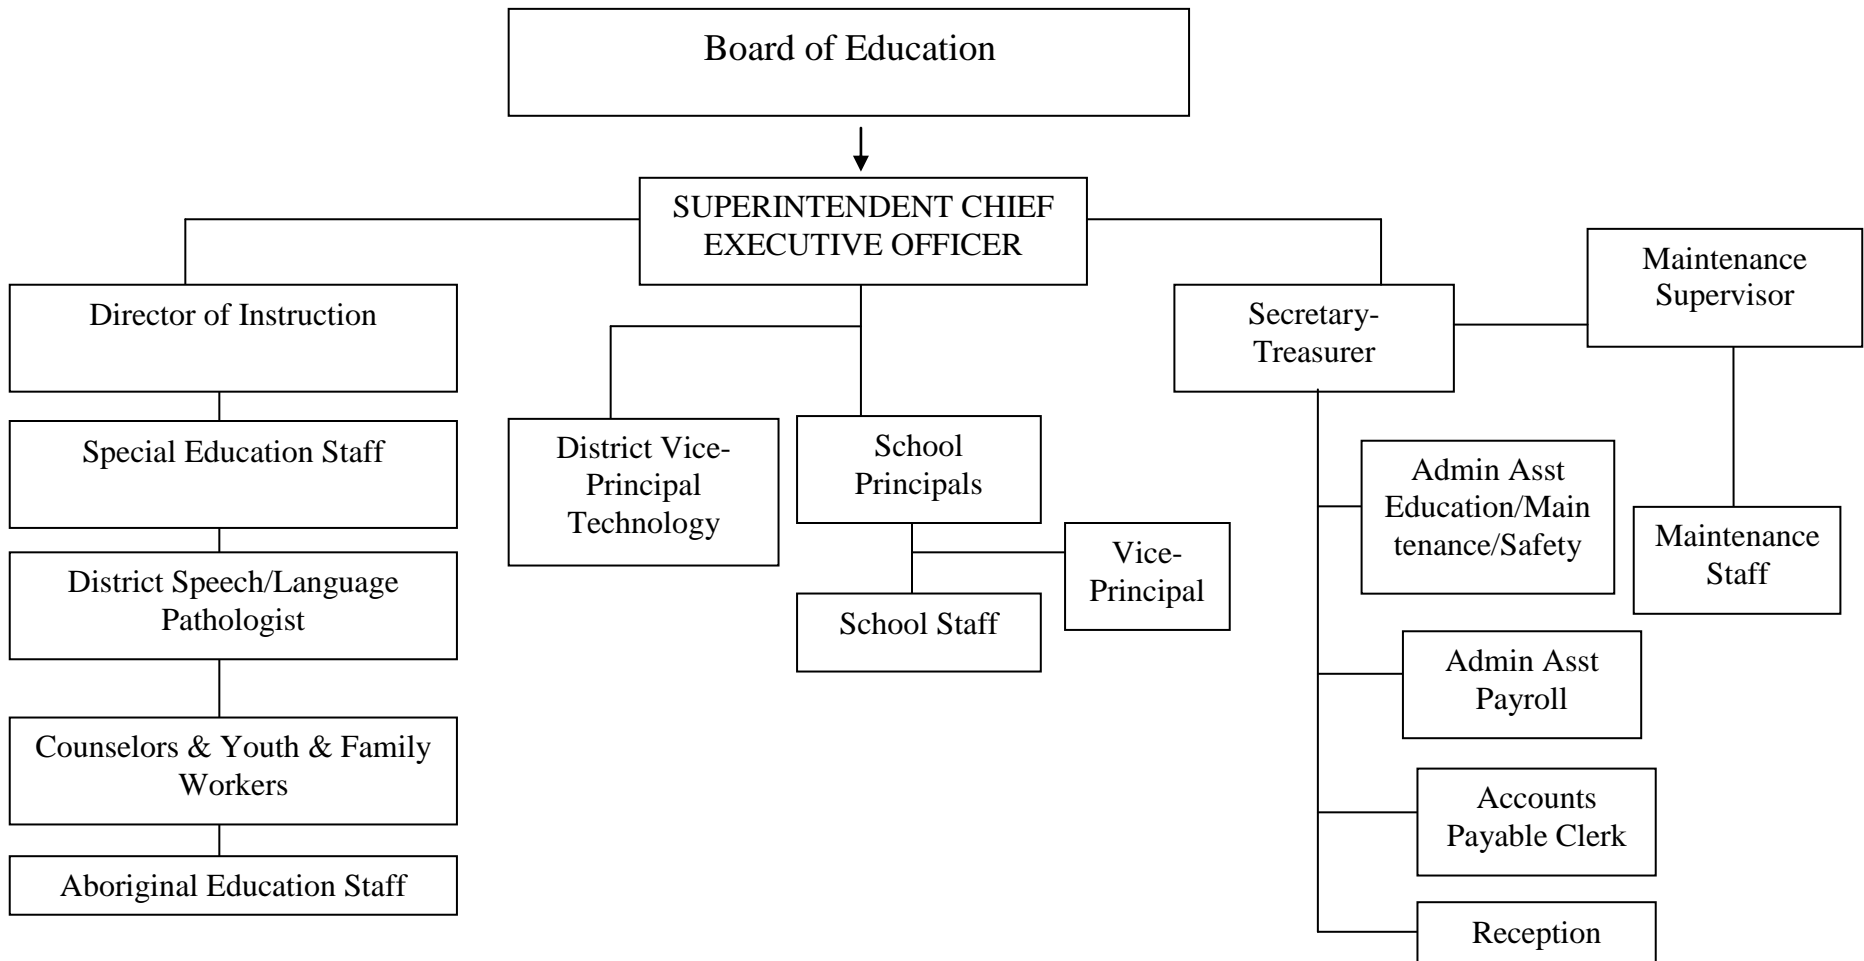 Board of Education
SUPERINTENDENT CHIEF
EXECUTIVE OFFICER
Director of Instruction
Special Education Staff
District Speech/Language
Pathologist
Counselors & Youth & Family
Workers
Aboriginal Education Staff
District Vice-
Principal
Technology
School
Principals
School Staff
Vice-
Principal
Secretary-
Treasurer
Admin Asst
Education/Main
tenance/Safety
Admin Asst
Payroll
Accounts
Payable Clerk
Reception
Maintenance
Supervisor
Maintenance
Staff